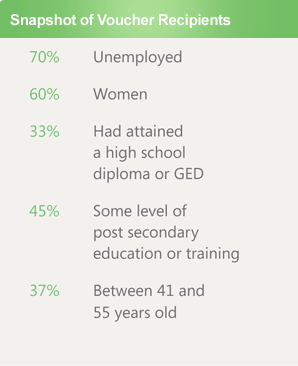 Snapshot of Voucher Recipients
70% Unemployed
60% Women
33% Had attained
a high school
diploma or GED
45% Some level of
post secondary
education or training
37% Between 41 and
55 years old